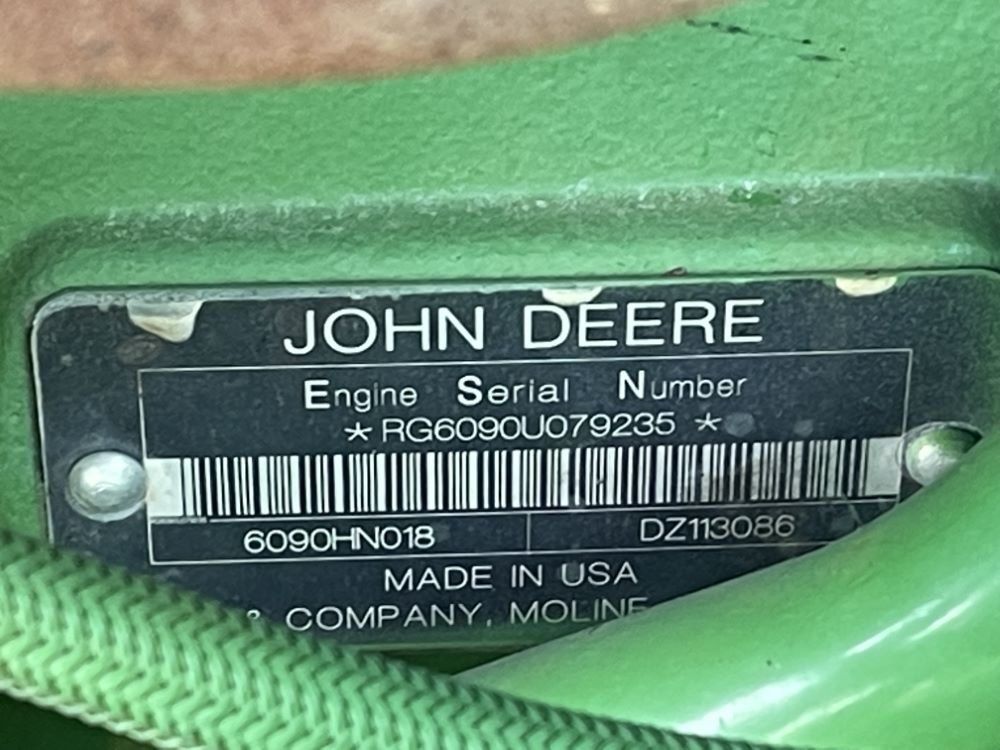 JOHN DEERE
Engine Serial Number
*RG6090U079235 *
6090HN018 DZ113086
MADE IN USA
& COMPANY, MOLINE